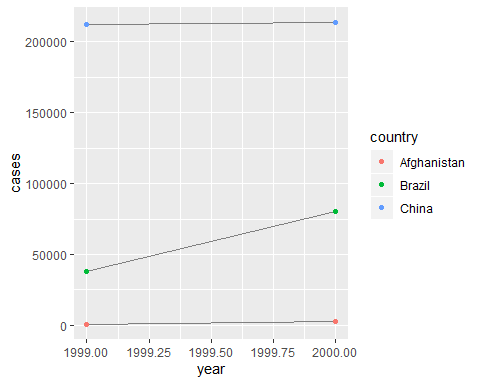 200000
150000
100000
50000
0
cases
1999.00 1999.25 1999.50 1999.75 2000.00
year
country
Afghanistan
Brazil
China